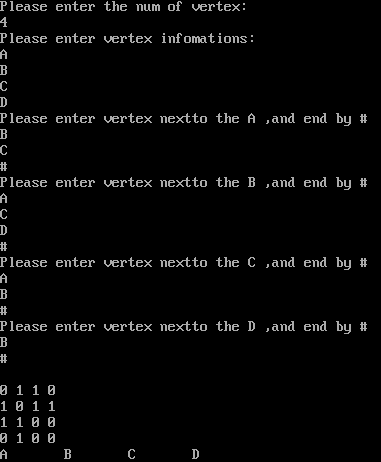 Please enter the num of vertex:
4
Please enter vertex infomations:
A
B
C
D
Please enter vertex nextto the A ,and end by #
B
C
#
Please enter vertex nextto the B ,and end by #
A
C
D
#
Please enter vertex nextto the C ,and end by #
A
B
#
Please enter vertex nextto the D ,and end by #
B
#
0 1 1 0
1 0 1 1
1 1 0 0
0 1 0 0
A B C D